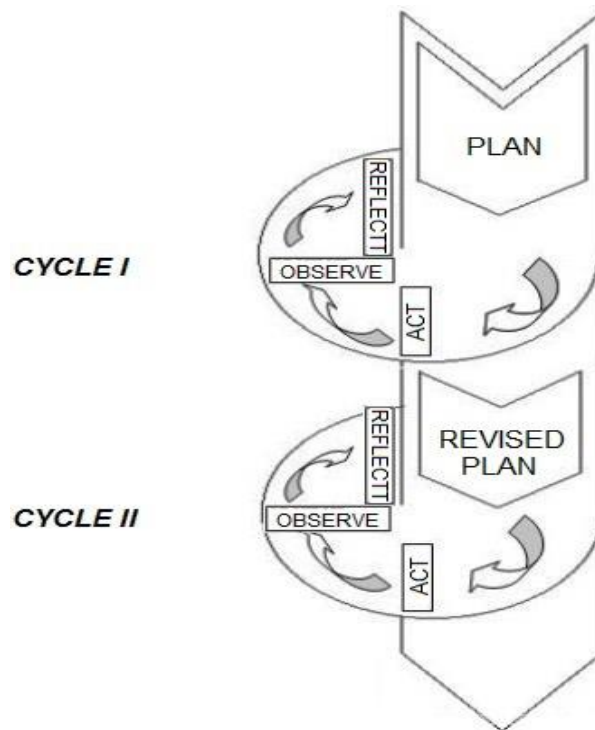 PLAN
REFLECTT
CYCLE I
OBSERVE
ACT
REFLECTT
REVISED
PLAN
CYCLE II
OBSERVE
ACT